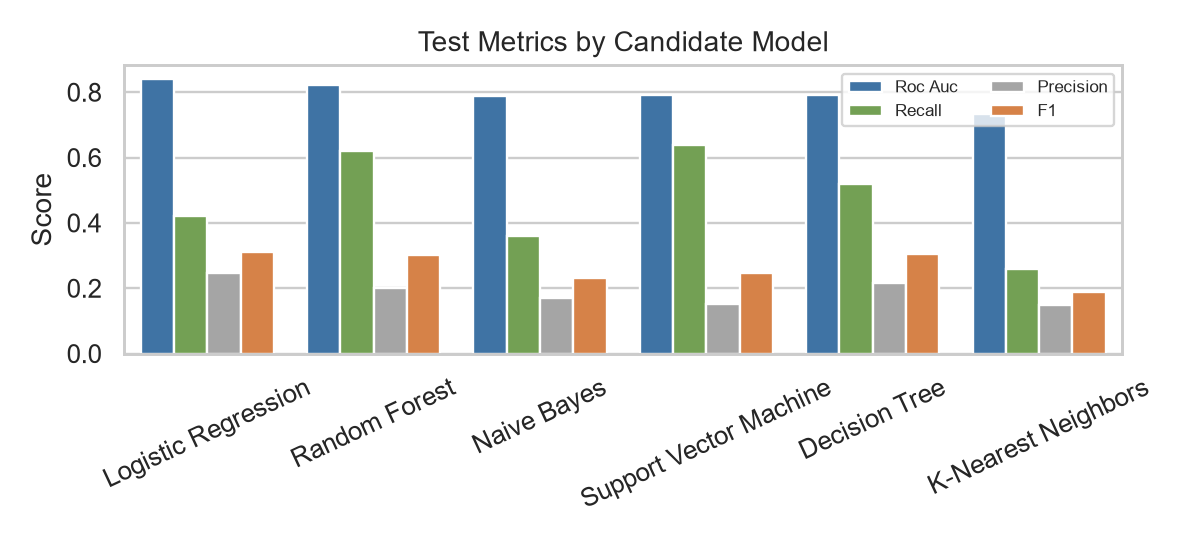 Test Metrics by Candidate Model
Score
0.8
0.6
0.4
0.2
0.0
Roc Auc
Recall
Precision
F1
Logistic Regression
Random Forest
Naive Bayes
Support Vector Machine
Decision Tree
K-Nearest Neighbors